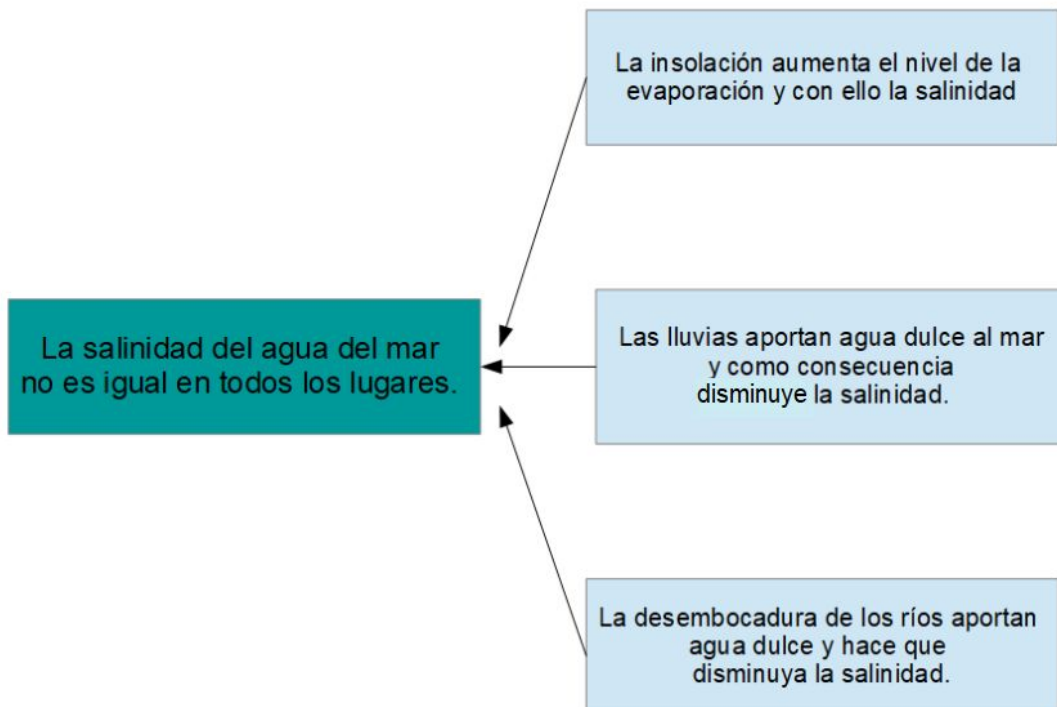 La insolación aumenta el nivel de la
evaporación y con ello la salinidad
La salinidad del agua del mar
no es igual en todos los lugares.
Las lluvias aportan agua dulce al mar
y como consecuencia
disminuye la salinidad.
La desembocadura de los ríos aportan
agua dulce y hace que
disminuya la salinidad.